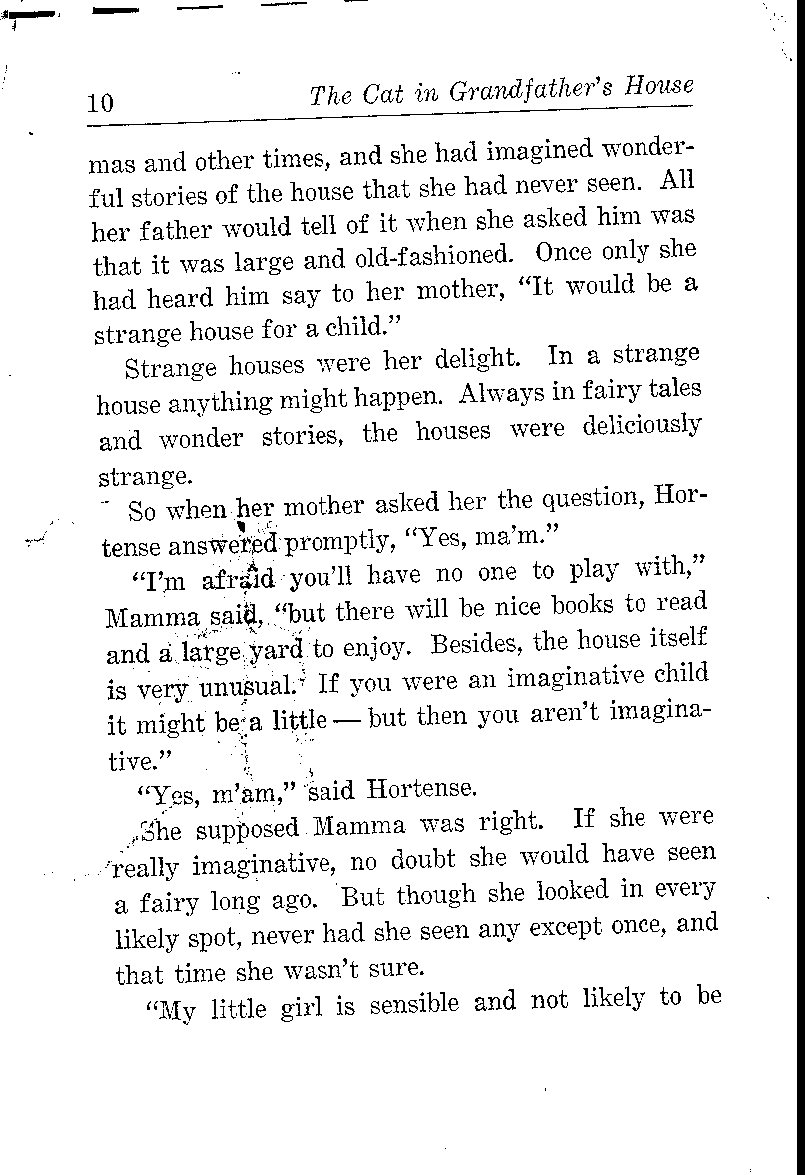 10 The Cat in Grandfather's House
mas and other times, and she had imagined wonder-
ful stories of the house that she had never seen. All
her father would tell of it when she asked him was
that it was large and old-fashioned. Once only she
had heard him say to her mother, "It would be a
strange house for a child."
Strange houses were her delight. In a strange
house anything might happen. Always in fairy tales
and wonder stories, the houses were deliciously
strange.
So when her mother asked her the question, Hor-
tense answered promptly, "Yes, ma'm."
"I'm afraid you'll have no one to play with,"
Mamma said, "but there will be nice books to read
and a large yard to enjoy. Besides, the house itself
is very unusual. If you were an imaginative child
it might be a little — but then you aren't imagina-
tive."
"Yes, m'am," said Hortense.
She supposed Mamma was right. If she were
really imaginative, no doubt she would have seen
a fairy long ago. But though she looked in every
likely spot, never had she seen any except once, and
that time she wasn't sure.
"My little girl is sensible and not likely to be